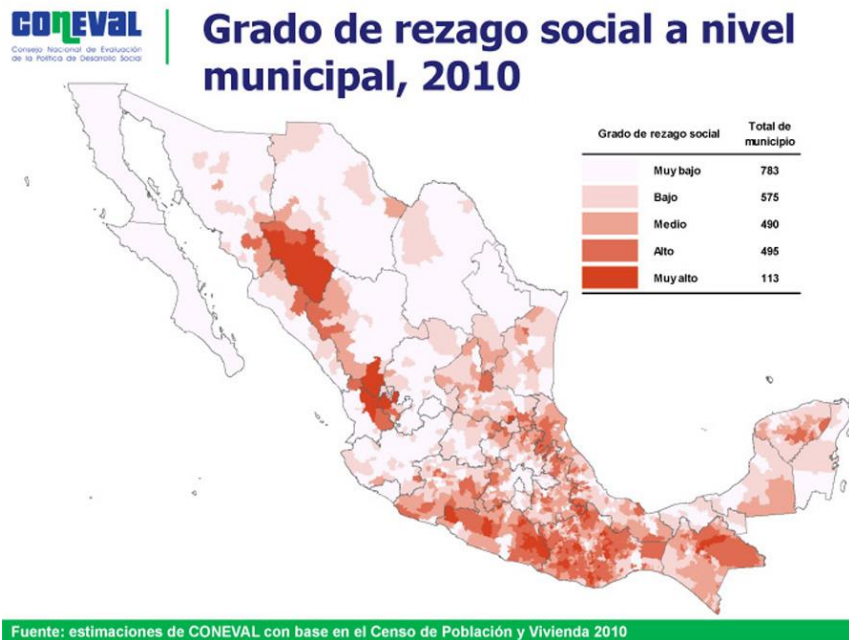 CONEVAL
Consejo Nacional de Evaluación
de la Política de Desarrollo Social
Grado de rezago social a nivel
municipal, 2010
Grado de rezago social Total de municipio
Muy bajo 783
Bajo 575
Medio 490
Alto 495
Muy alto 113
Fuente: estimaciones de CONEVAL con base en el Censo de Población y Vivienda 2010